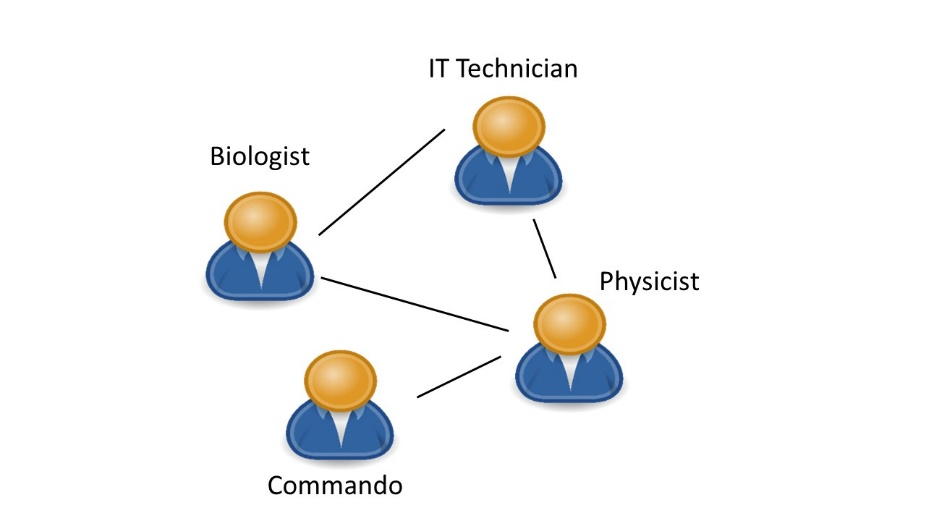 IT Technician
Biologist
Physicist
Commando